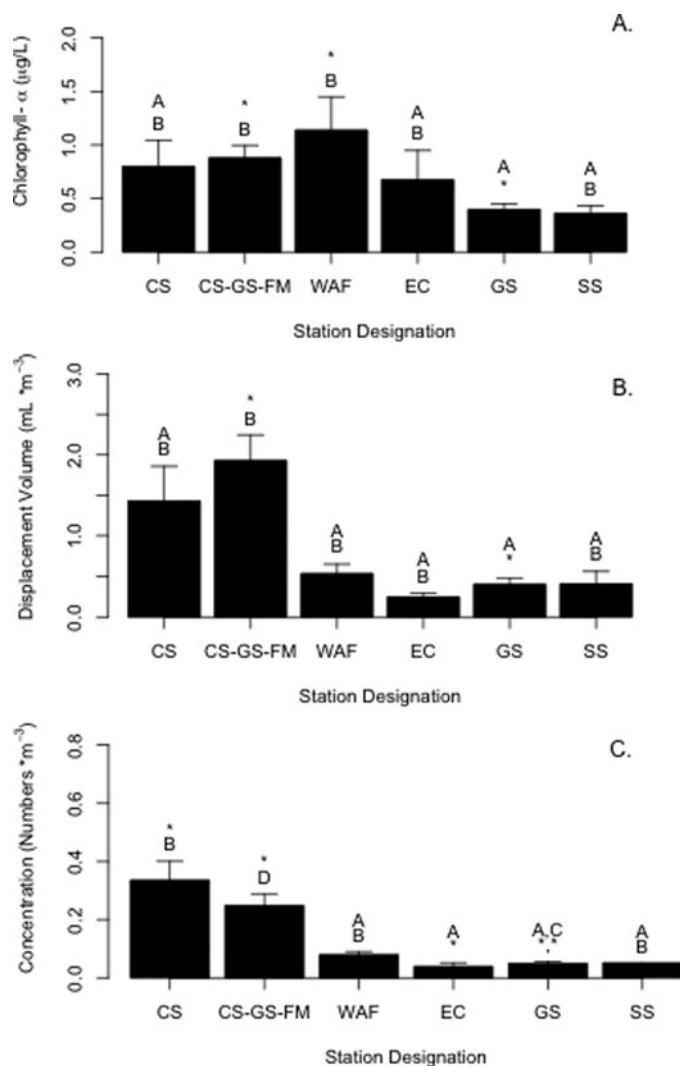 A.
Chlorophyll- α (μg/L)
2.0
1.5
1.0
0.5
0.0
A * * A A A
B B B B * B
CS CS-GS-FM WAF EC GS SS
Station Designation
B.
Displacement Volume (mL *m−3)
3.0
2.0
1.0
0.0
A * A A A A
B B B B * B
CS CS-GS-FM WAF EC GS SS
Station Designation
C.
Concentration (Numbers *m−3)
0.8
0.6
0.4
0.2
0.0
* * A A A,C A
B D B * *,* B
CS CS-GS-FM WAF EC GS SS
Station Designation